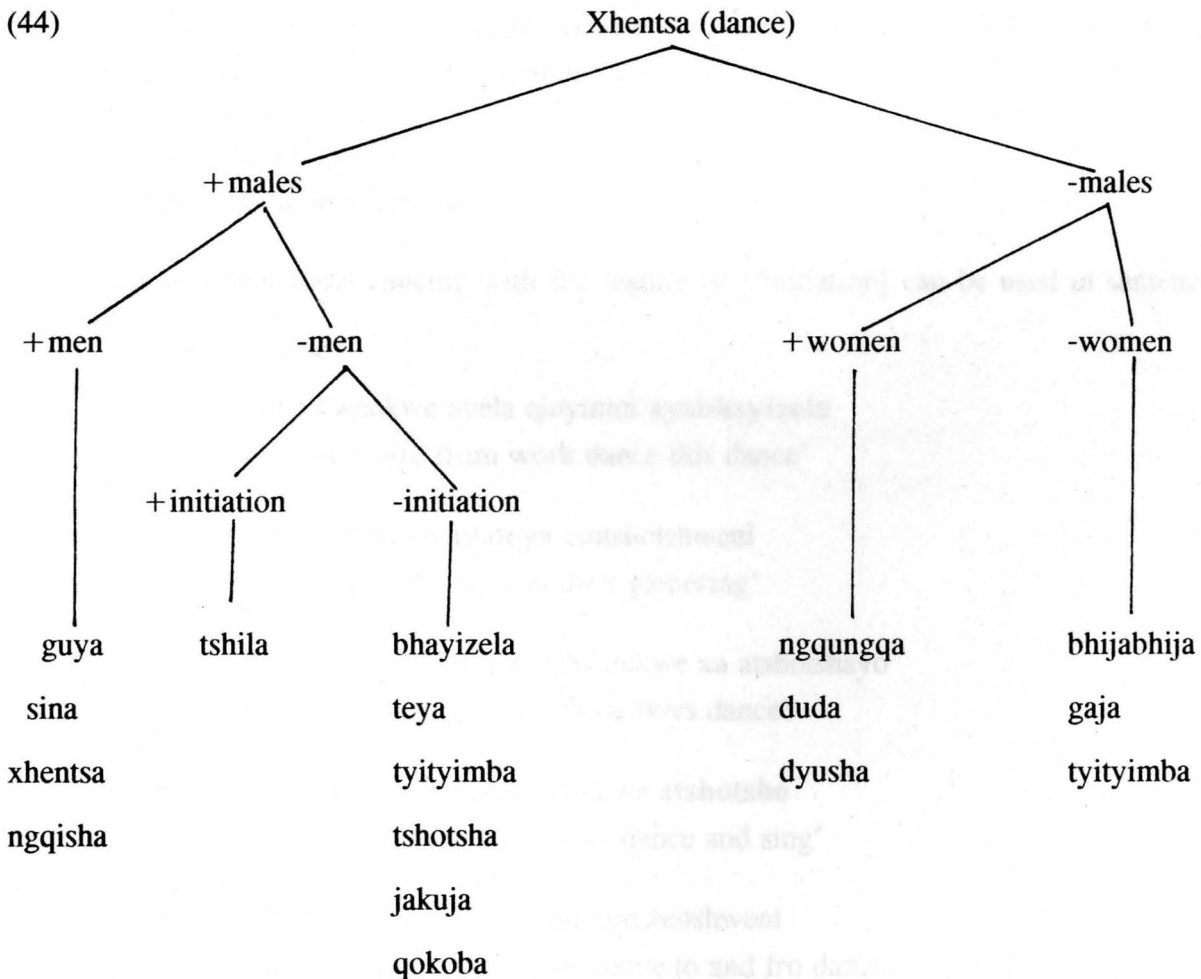 (44) Xhentsa (dance)
+males -males
+men -men +women -women
+initiation -initiation
guya tshila bhayizela ngqungqa bhijabhija
sina teya duda gaja
xhentsa tyityimba dyusha tyityimba
ngqisha tshotsha
jakuja
qokoba